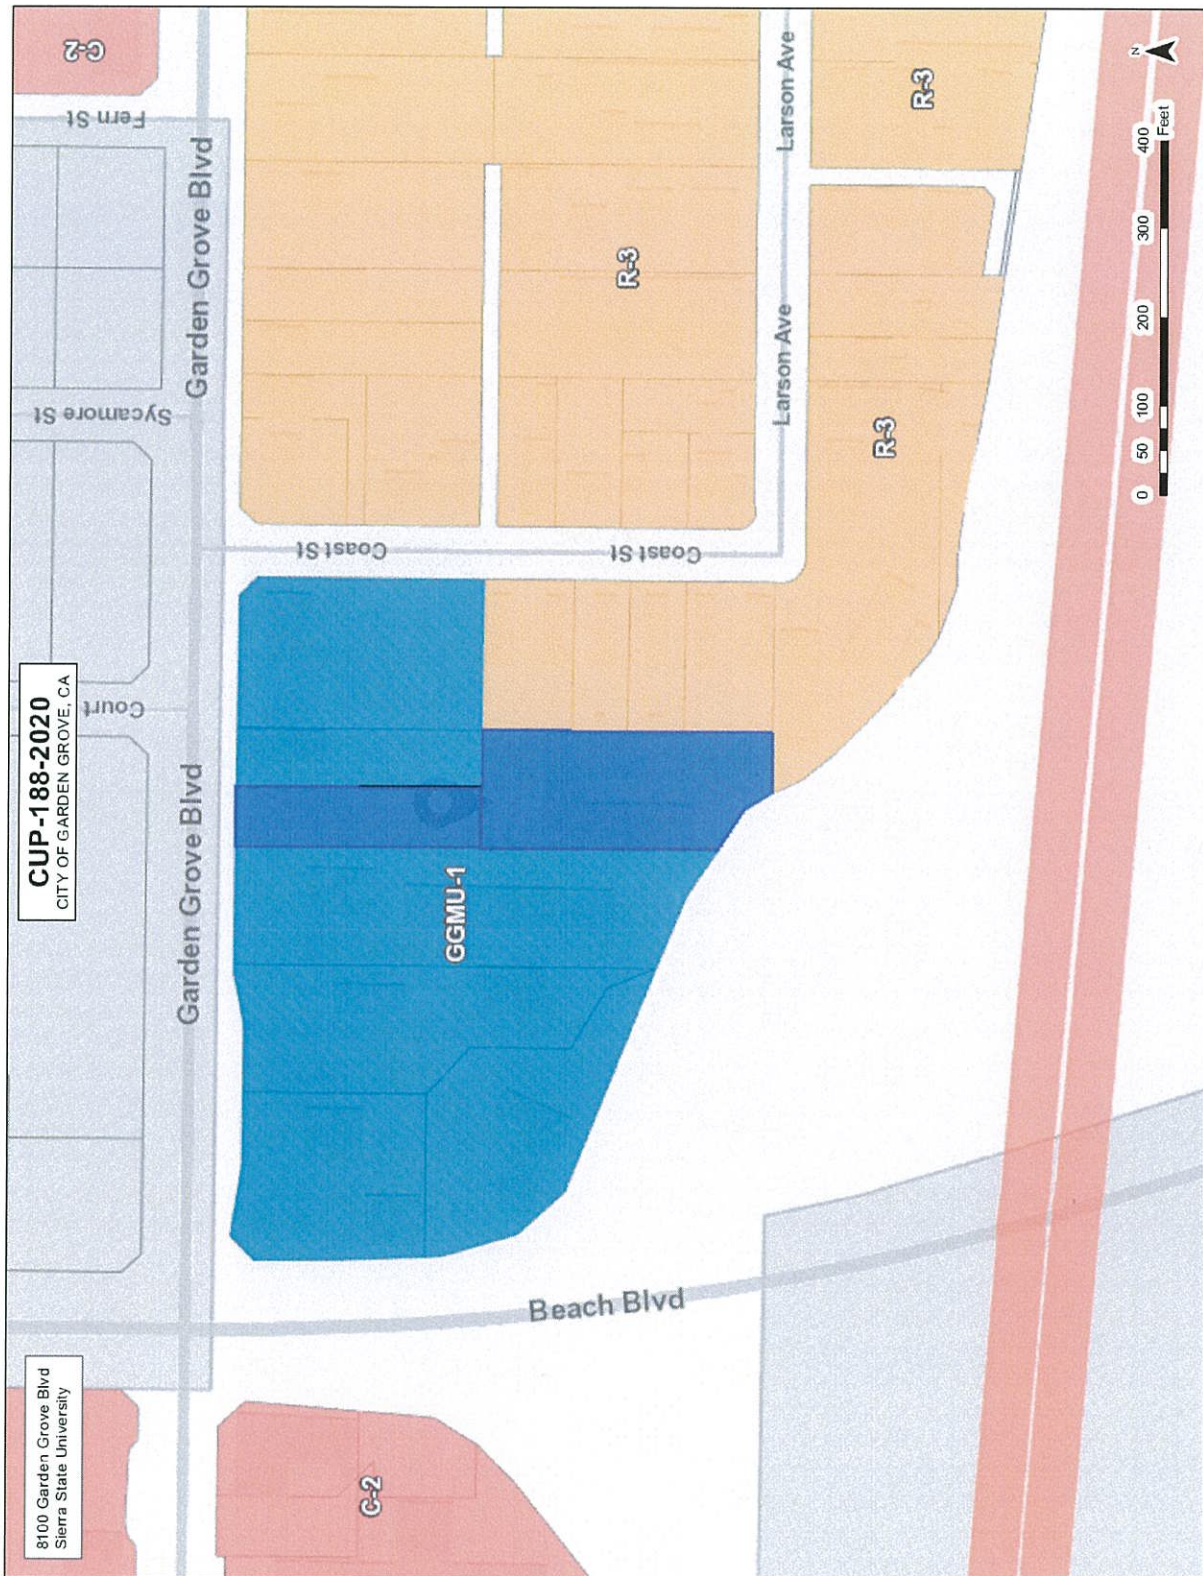 CUP-188-2020
CITY OF GARDEN GROVE, CA
8100 Garden Grove Blvd
Sierra State University
C-2
Fern St
Sycamore St
Court
Garden Grove Blvd
Garden Grove Blvd
Coast St
Coast St
R-3
GGMU-1
C-2
Beach Blvd
Larson Ave
Larson Ave
R-3
R-3
N
0 50 100 200 300 400
Feet